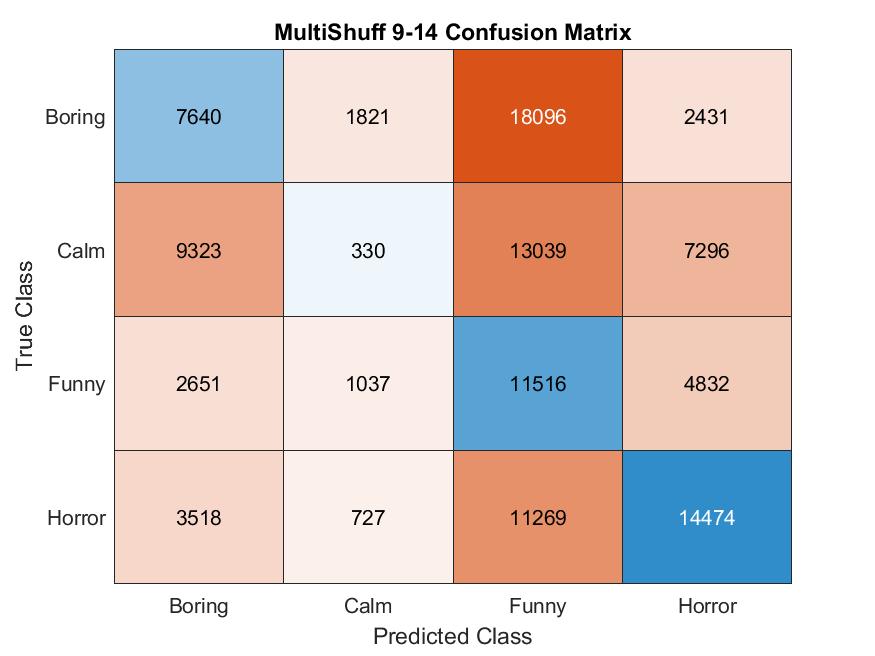 MultiShuff 9-14 Confusion Matrix
Boring 7640 1821 18096 2431
Calm 9323 330 13039 7296
Funny 2651 1037 11516 4832
Horror 3518 727 11269 14474
Boring Calm Funny Horror
Predicted Class
True Class